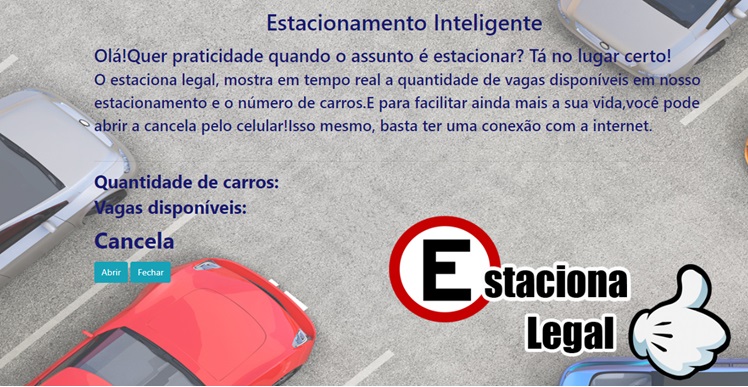 Estacionamento Inteligente
Olá!Quer praticidade quando o assunto é estacionar? Tá no lugar certo!
O estaciona legal, mostra em tempo real a quantidade de vagas disponíveis em nosso
estacionamento e o número de carros.E para facilitar ainda mais a sua vida,você pode
abrir a cancela pelo celular!Isso mesmo, basta ter uma conexão com a internet.
Quantidade de carros:
Vagas disponíveis:
Cancela
Abrir Fechar
Estaciona
Legal